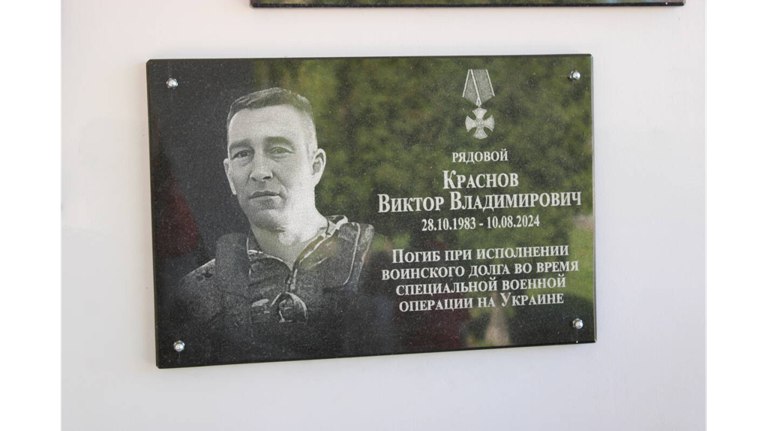 РЯДОВОЙ
КРАСНОВ
ВИКТОР ВЛАДИМИРОВИЧ
28.10.1983 - 10.08.2024
ПОГИБ ПРИ ИСПОЛНЕНИИ
ВОИНСКОГО ДОЛГА ВО ВРЕМЯ
СПЕЦИАЛЬНОЙ ВОЕННОЙ
ОПЕРАЦИИ НА УКРАИНЕ